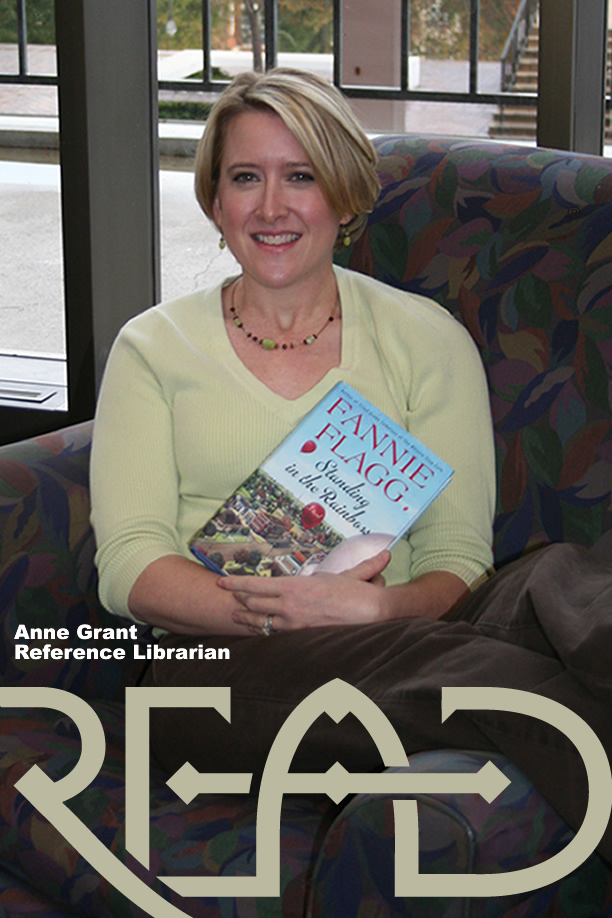 FANNIE
FLAGG,
Standing
in the Rainbow
Anne Grant
Reference Librarian
READ